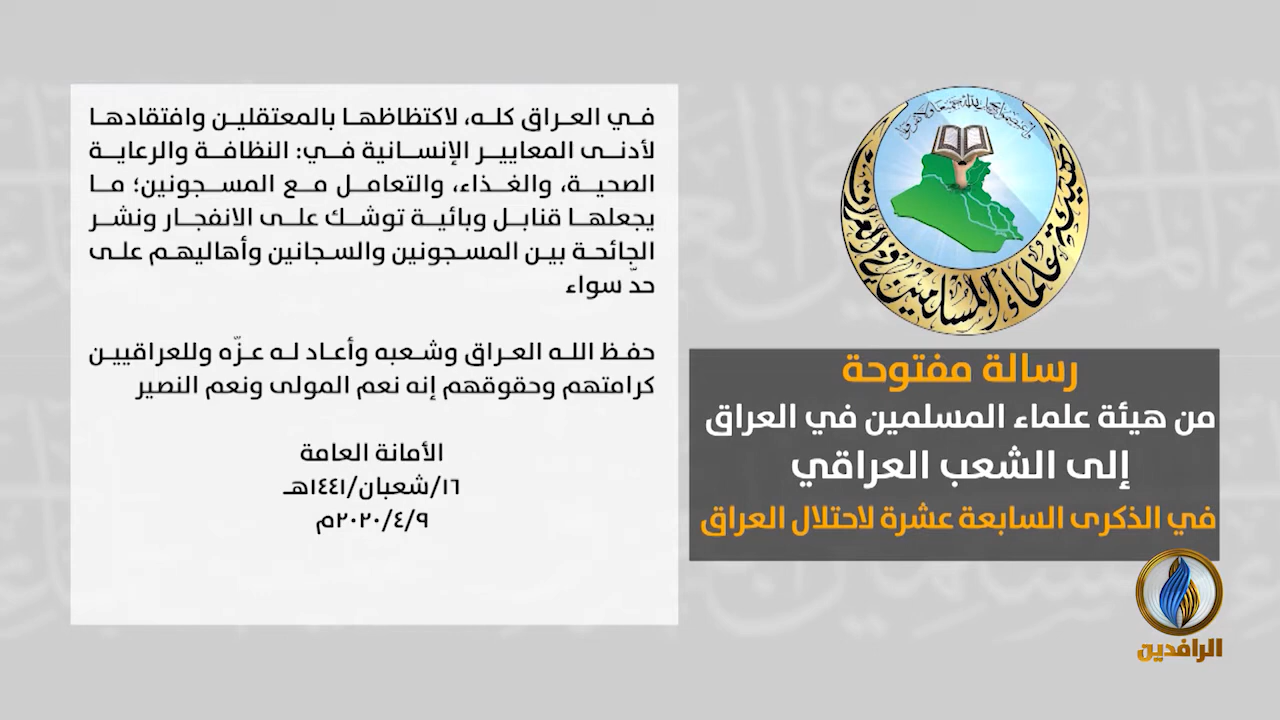 في العراق كله، لاكتظاظها بالمعتقلين وافتقادها
لأدنى المعايير الإنسانية في: النظافة والرعاية
الصحية، والغذاء، والتعامل مع المسجونين؛ ما
يجعلها قنابل وبائية توشك على الانفجار ونشر
الجائحة بين المسجونين والسجانين وأهاليهم على
حدّ سواء
حفظ الله العراق وشعبه وأعاد له عزّه وللعراقيين
كرامتهم وحقوقهم إنه نعم المولى ونعم النصير
الأمانة العامة
١٦/شعبان/١٤٤١هـ
٢٠٢٠/٤/٩م
هيئة علماء المسلمين في العراق
رسالة مفتوحة
من هيئة علماء المسلمين في العراق
إلى الشعب العراقي
في الذكرى السابعة عشرة لاحتلال العراق
الرافدين